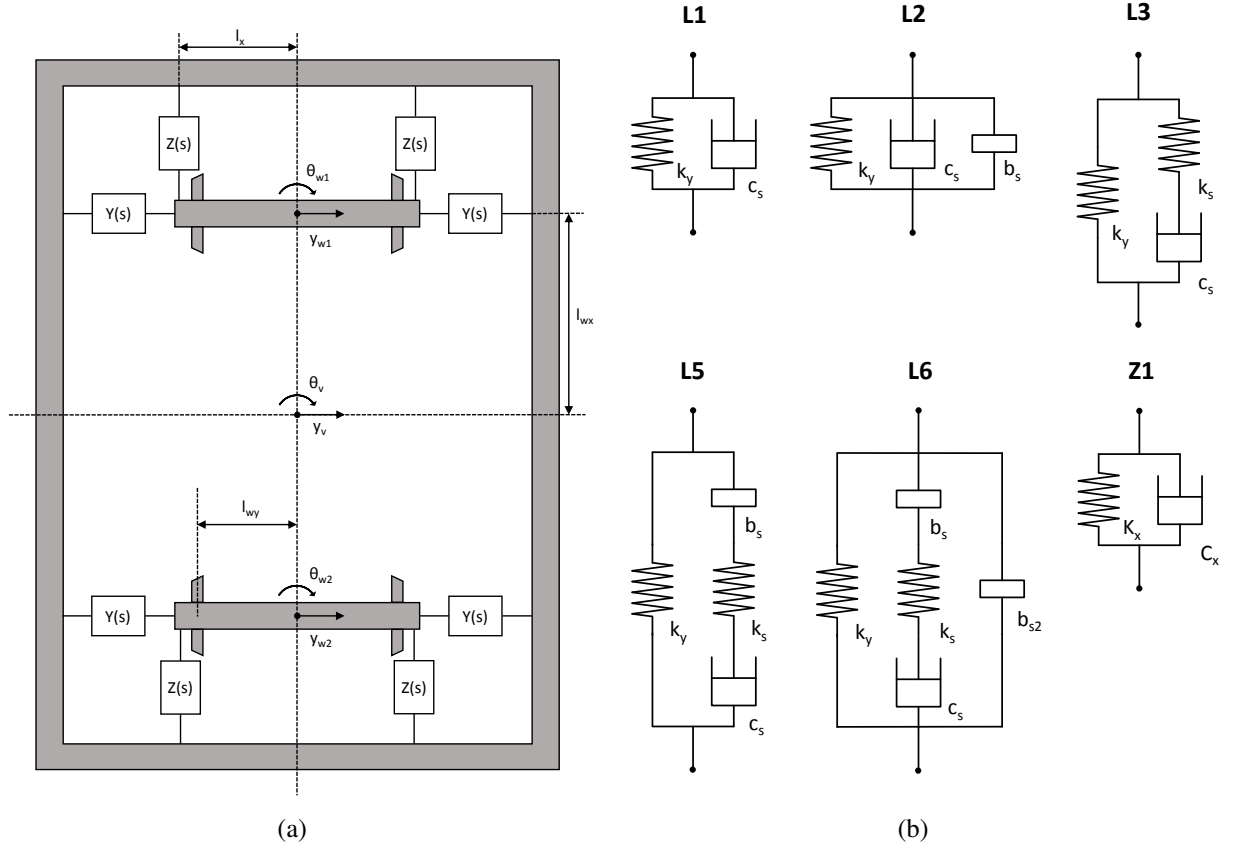 l_x
Z(s) Z(s)
θ_w1
Y(s) Y(s)
y_w1
l_wx
θ_v
y_v
l_wy
θ_w2
Y(s) Y(s)
y_w2
Z(s) Z(s)
(a)
L1 L2 L3
k_y c_s
k_y c_s b_s
k_y k_s c_s
L5 L6 Z1
b_s k_y k_s c_s
b_s k_y k_s b_s2 c_s
K_x C_x
(b)